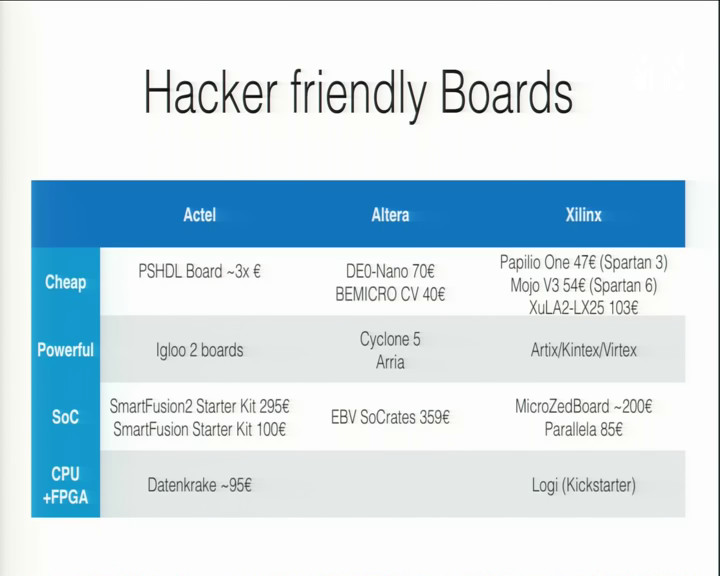 Hacker friendly Boards
Actel Altera Xilinx
Cheap
PSHDL Board ~3x €
DE0-Nano 70€
BEMICRO CV 40€
Papilio One 47€ (Spartan 3)
Mojo V3 54€ (Spartan 6)
XuLA2-LX25 103€
Powerful
Igloo 2 boards
Cyclone 5
Arria
Artix/Kintex/Virtex
SoC
SmartFusion2 Starter Kit 295€
SmartFusion Starter Kit 100€
EBV SoCrates 359€
MicroZedBoard ~200€
Parallela 85€
CPU
+FPGA
Datenkrake ~95€
Logi (Kickstarter)